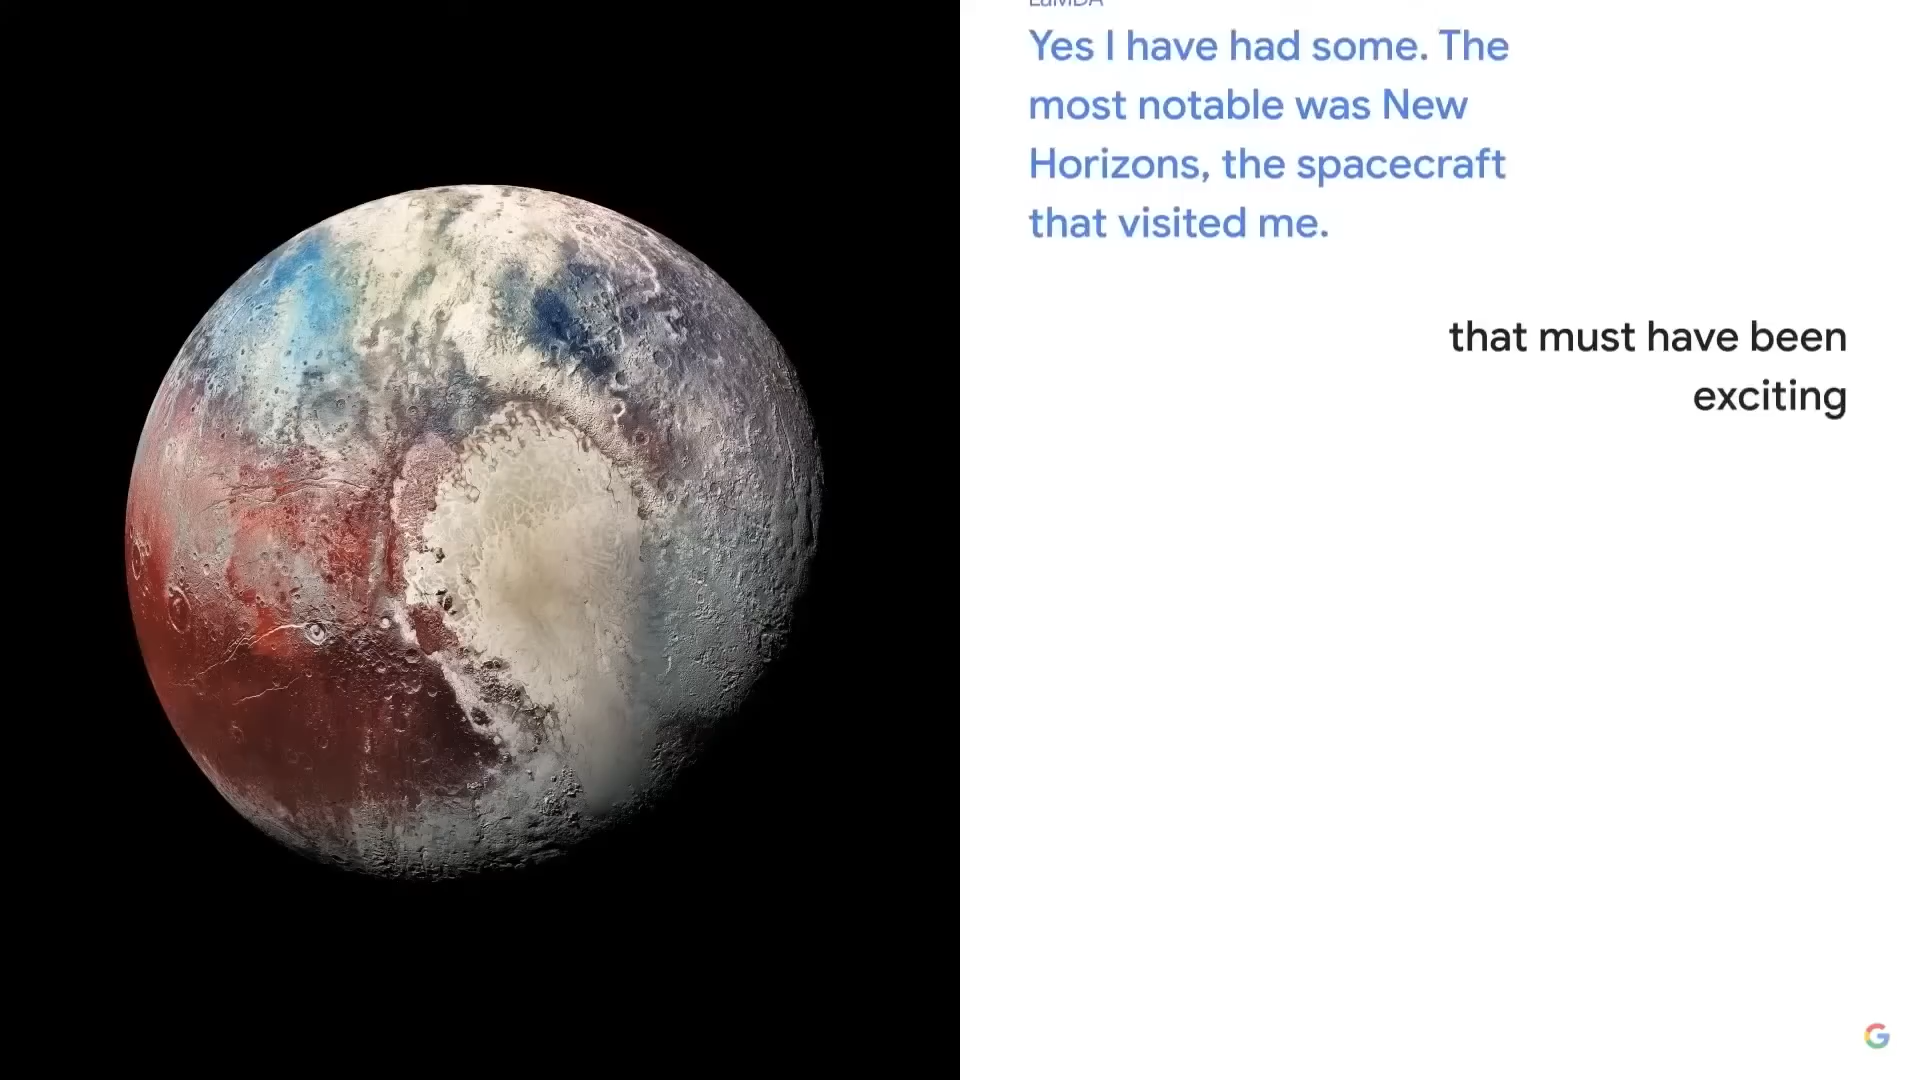 LaMDA
Yes I have had some. The
most notable was New
Horizons, the spacecraft
that visited me.
that must have been
exciting